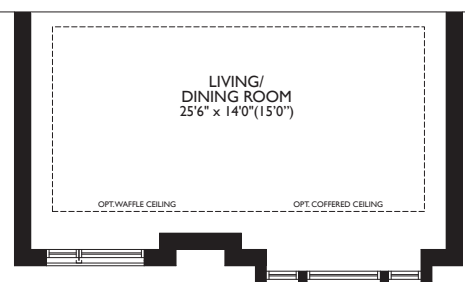 LIVING/
DINING ROOM
25'6" x 14'0"(15'0")
OPT.WAFFLE CEILING
OPT. COFFERED CEILING